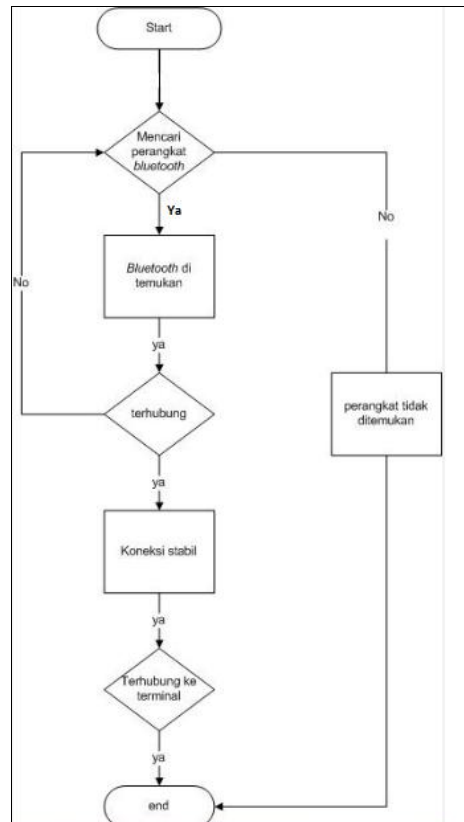 Start
Mencari
perangkat
bluetooth
Ya
No
Bluetooth di
temukan
No
ya
terhubung
perangkat tidak
ditemukan
ya
Koneksi stabil
ya
Terhubung ke
terminal
ya
end